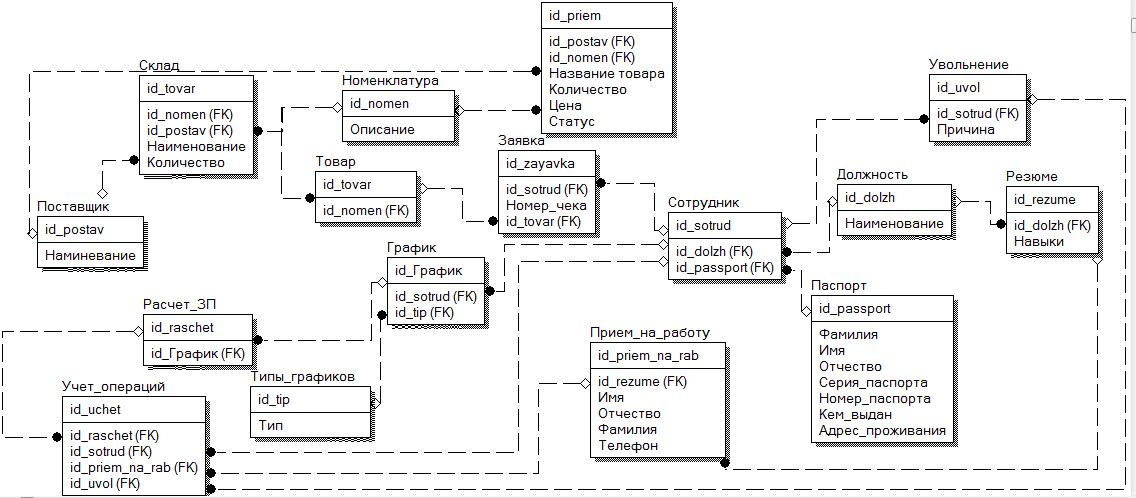 id_priem
id_postav (FK)
id_nomen (FK)
Название товара
Количество
Цена
Статус
Склад
id_tovar
id_nomen (FK)
id_postav (FK)
Наименование
Количество
Номенклатура
id_nomen
Описание
Увольнение
id_uvol
id_sotrud (FK)
Причина
Заявка
id_zayavka
id_sotrud (FK)
Номер_чека
id_tovar (FK)
Товар
id_tovar
id_nomen (FK)
Должность
id_dolzh
Наименование
Резюме
id_rezume
id_dolzh (FK)
Навыки
Поставщик
id_postav
Наминевание
Сотрудник
id_sotrud
id_dolzh (FK)
id_passport (FK)
График
id_График
id_sotrud (FK)
id_tip (FK)
Паспорт
id_passport
Фамилия
Имя
Отчество
Серия_паспорта
Номер_паспорта
Кем_выдан
Адрес_проживания
Расчет_ЗП
id_raschet
id_График (FK)
Прием_на_работу
id_priem_na_rab
id_rezume (FK)
Имя
Отчество
Фамилия
Телефон
Типы_графиков
id_tip
Тип
Учет_операций
id_uchet
id_raschet (FK)
id_sotrud (FK)
id_priem_na_rab (FK)
id_uvol (FK)